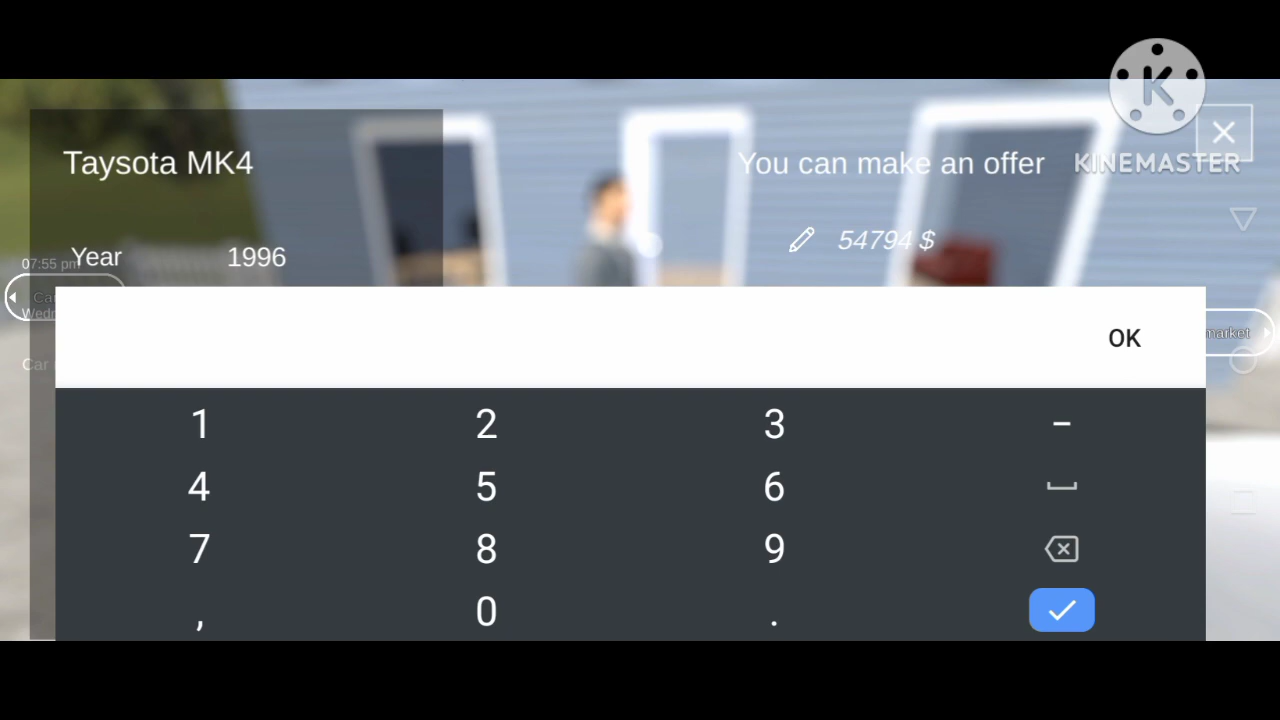 KINEMASTER
Taysota MK4
You can make an offer
54794 $
Year 1996
07:55 pm
Car
market
OK
1 2 3 –
4 5 6
7 8 9
, 0 .